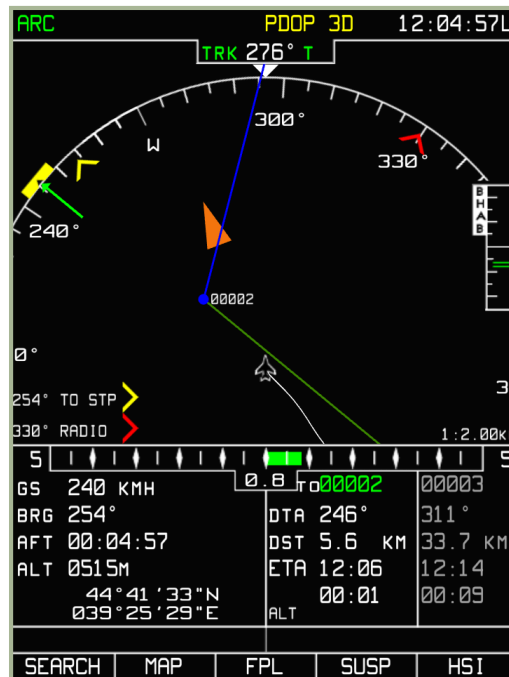 ARC PDOP 3D 12:04:57L
TRK 276° T
300°
W
330°
240°
B
H
A
B
00002
0°
3
254° TO STP
330° RADIO
1:2.00K
5 5
0.8
GS 240 KMH
TO 00002 00003
BRG 254°
DTA 246° 311°
AFT 00:04:57
DST 5.6 KM 33.7 KM
ALT 0515M
ETA 12:06 12:14
44°41'33"N
00:01 00:09
039°25'29"E
ALT
SEARCH MAP FPL SUSP HSI